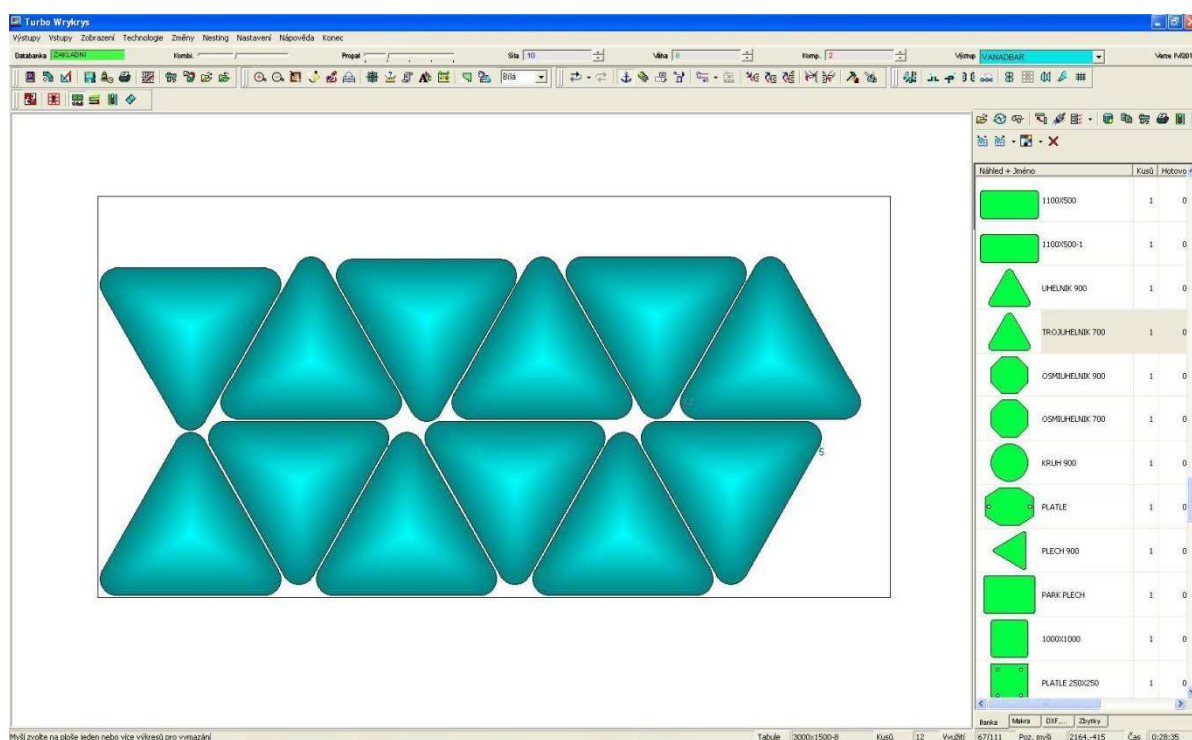 Turbo Wrykrys
Výstupy Vstupy Zobrazení Technologie Změny Nesting Nastavení Nápověda Konec
Databanka ZAKLADNI Kombi. Propal Síla 10 Váha 8 Komp. 2 Výstup VANADBAR
Bílá
Náhled + Jméno Kusů Hotovo
1100X500 1 0
1100X500-1 1 0
UHELNIK 900 1 0
TROJUHELNIK 700 1 0
OSMIUHELNIK 900 1 0
OSMIUHELNIK 700 1 0
KRUH 900 1 0
PLATLE 1 0
PLECH 900 1 0
PARK PLECH 1 0
1000X1000 1 0
PLATLE 250X250 1 0
5
Banka Makra DXF,... Zbytky
Myší zvolte na ploše jeden nebo více výkresů pro vymazání Tabule 3000x1500-8 Kusů 12 Využití 67/111 Poz. myši 2164,-415 Čas 0:28:35